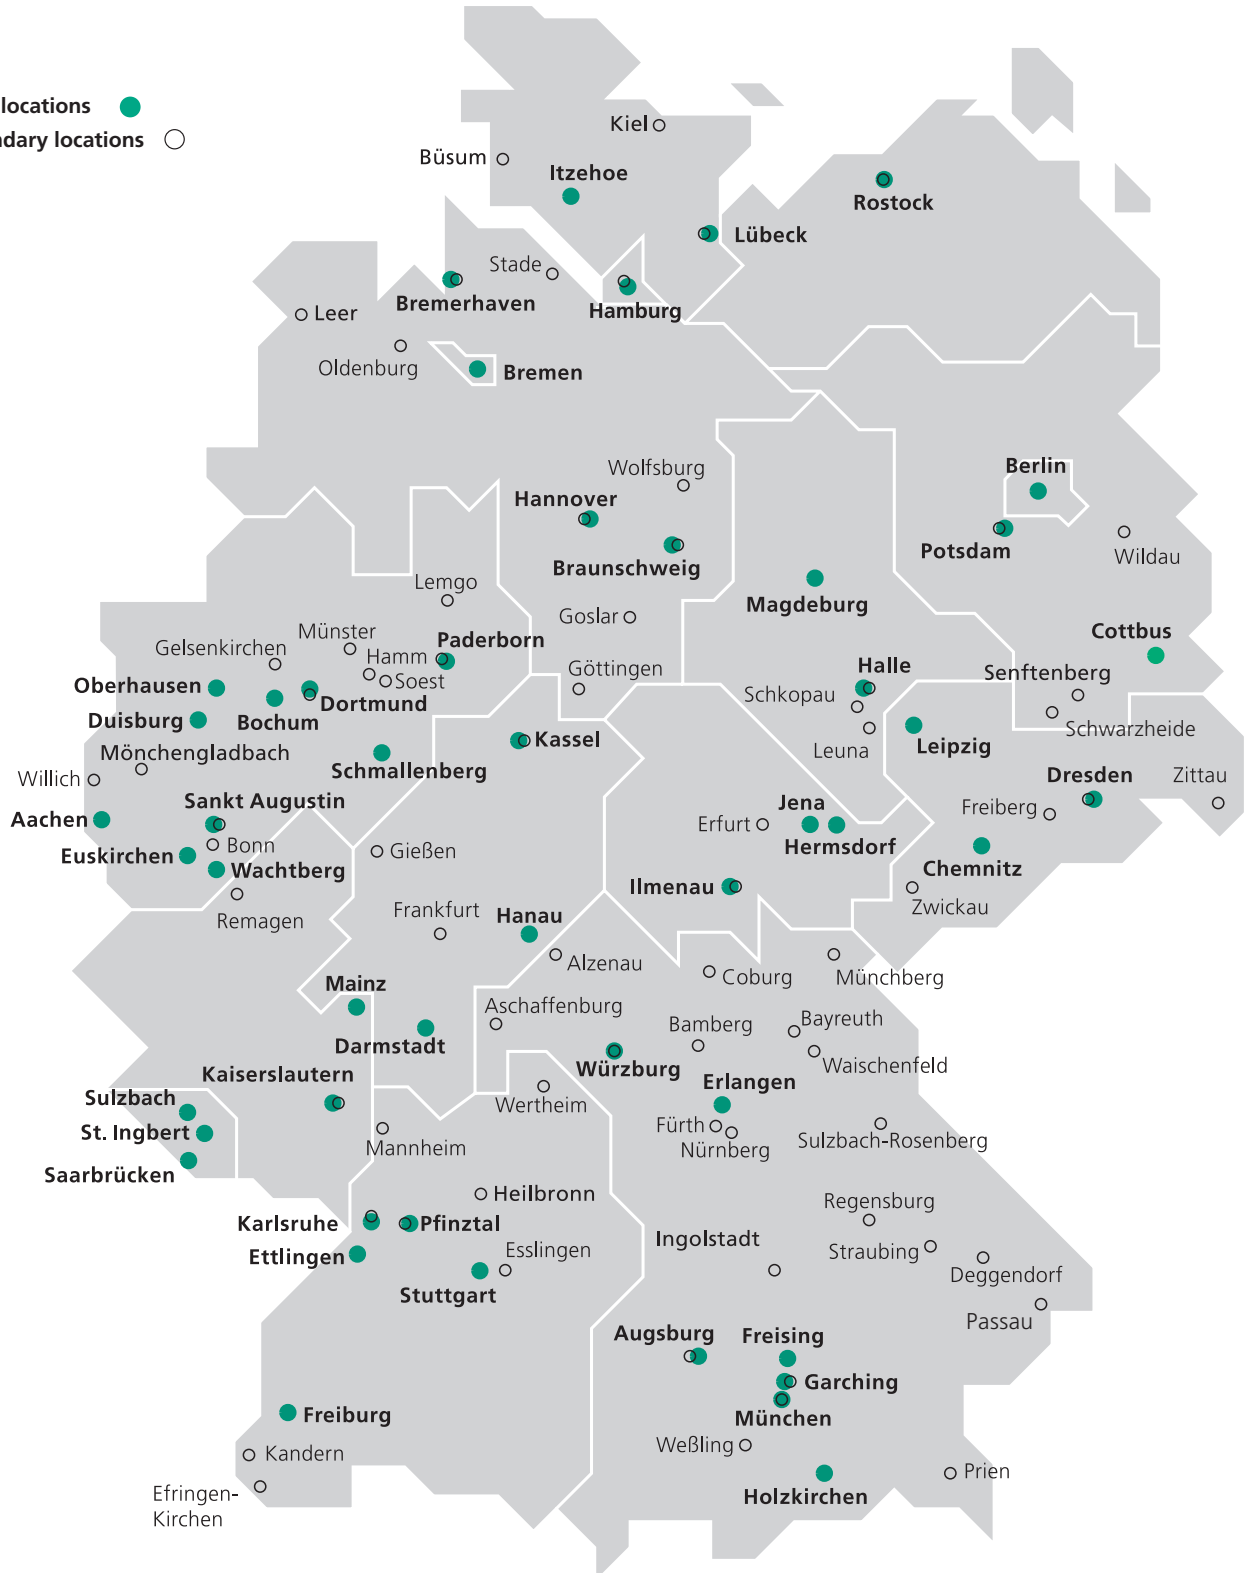 locations
dary locations
Kiel
Büsum
Itzehoe
Rostock
Lübeck
Stade
Bremerhaven
Hamburg
Leer
Oldenburg
Bremen
Wolfsburg
Berlin
Hannover
Potsdam
Wildau
Braunschweig
Lemgo
Magdeburg
Goslar
Münster
Paderborn
Cottbus
Gelsenkirchen
Hamm
Göttingen
Halle
Senftenberg
Oberhausen
Soest
Schkopau
Dortmund
Duisburg
Bochum
Schwarzheide
Kassel
Leuna
Leipzig
Mönchengladbach
Schmallenberg
Willich
Dresden
Zittau
Sankt Augustin
Jena
Freiberg
Aachen
Erfurt
Bonn
Hermsdorf
Euskirchen
Gießen
Wachtberg
Chemnitz
Ilmenau
Zwickau
Remagen
Frankfurt
Hanau
Alzenau
Coburg
Münchberg
Mainz
Aschaffenburg
Bamberg
Bayreuth
Darmstadt
Würzburg
Waischenfeld
Kaiserslautern
Erlangen
Sulzbach
Wertheim
St. Ingbert
Fürth
Mannheim
Nürnberg
Sulzbach-Rosenberg
Saarbrücken
Heilbronn
Regensburg
Karlsruhe
Pfinztal
Ingolstadt
Straubing
Ettlingen
Esslingen
Deggendorf
Stuttgart
Passau
Augsburg
Freising
Garching
Freiburg
München
Weßling
Kandern
Prien
Efringen-
Kirchen
Holzkirchen